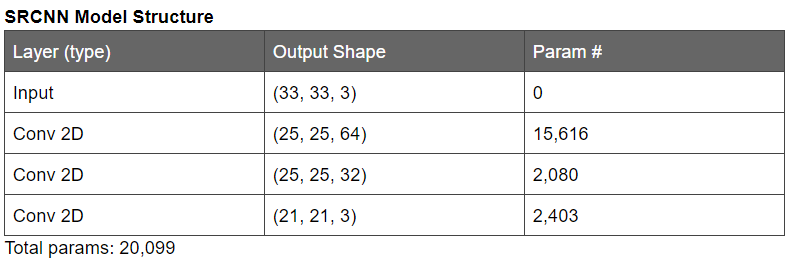 SRCNN Model Structure
Layer (type) Output Shape Param #
Input (33, 33, 3) 0
Conv 2D (25, 25, 64) 15,616
Conv 2D (25, 25, 32) 2,080
Conv 2D (21, 21, 3) 2,403
Total params: 20,099